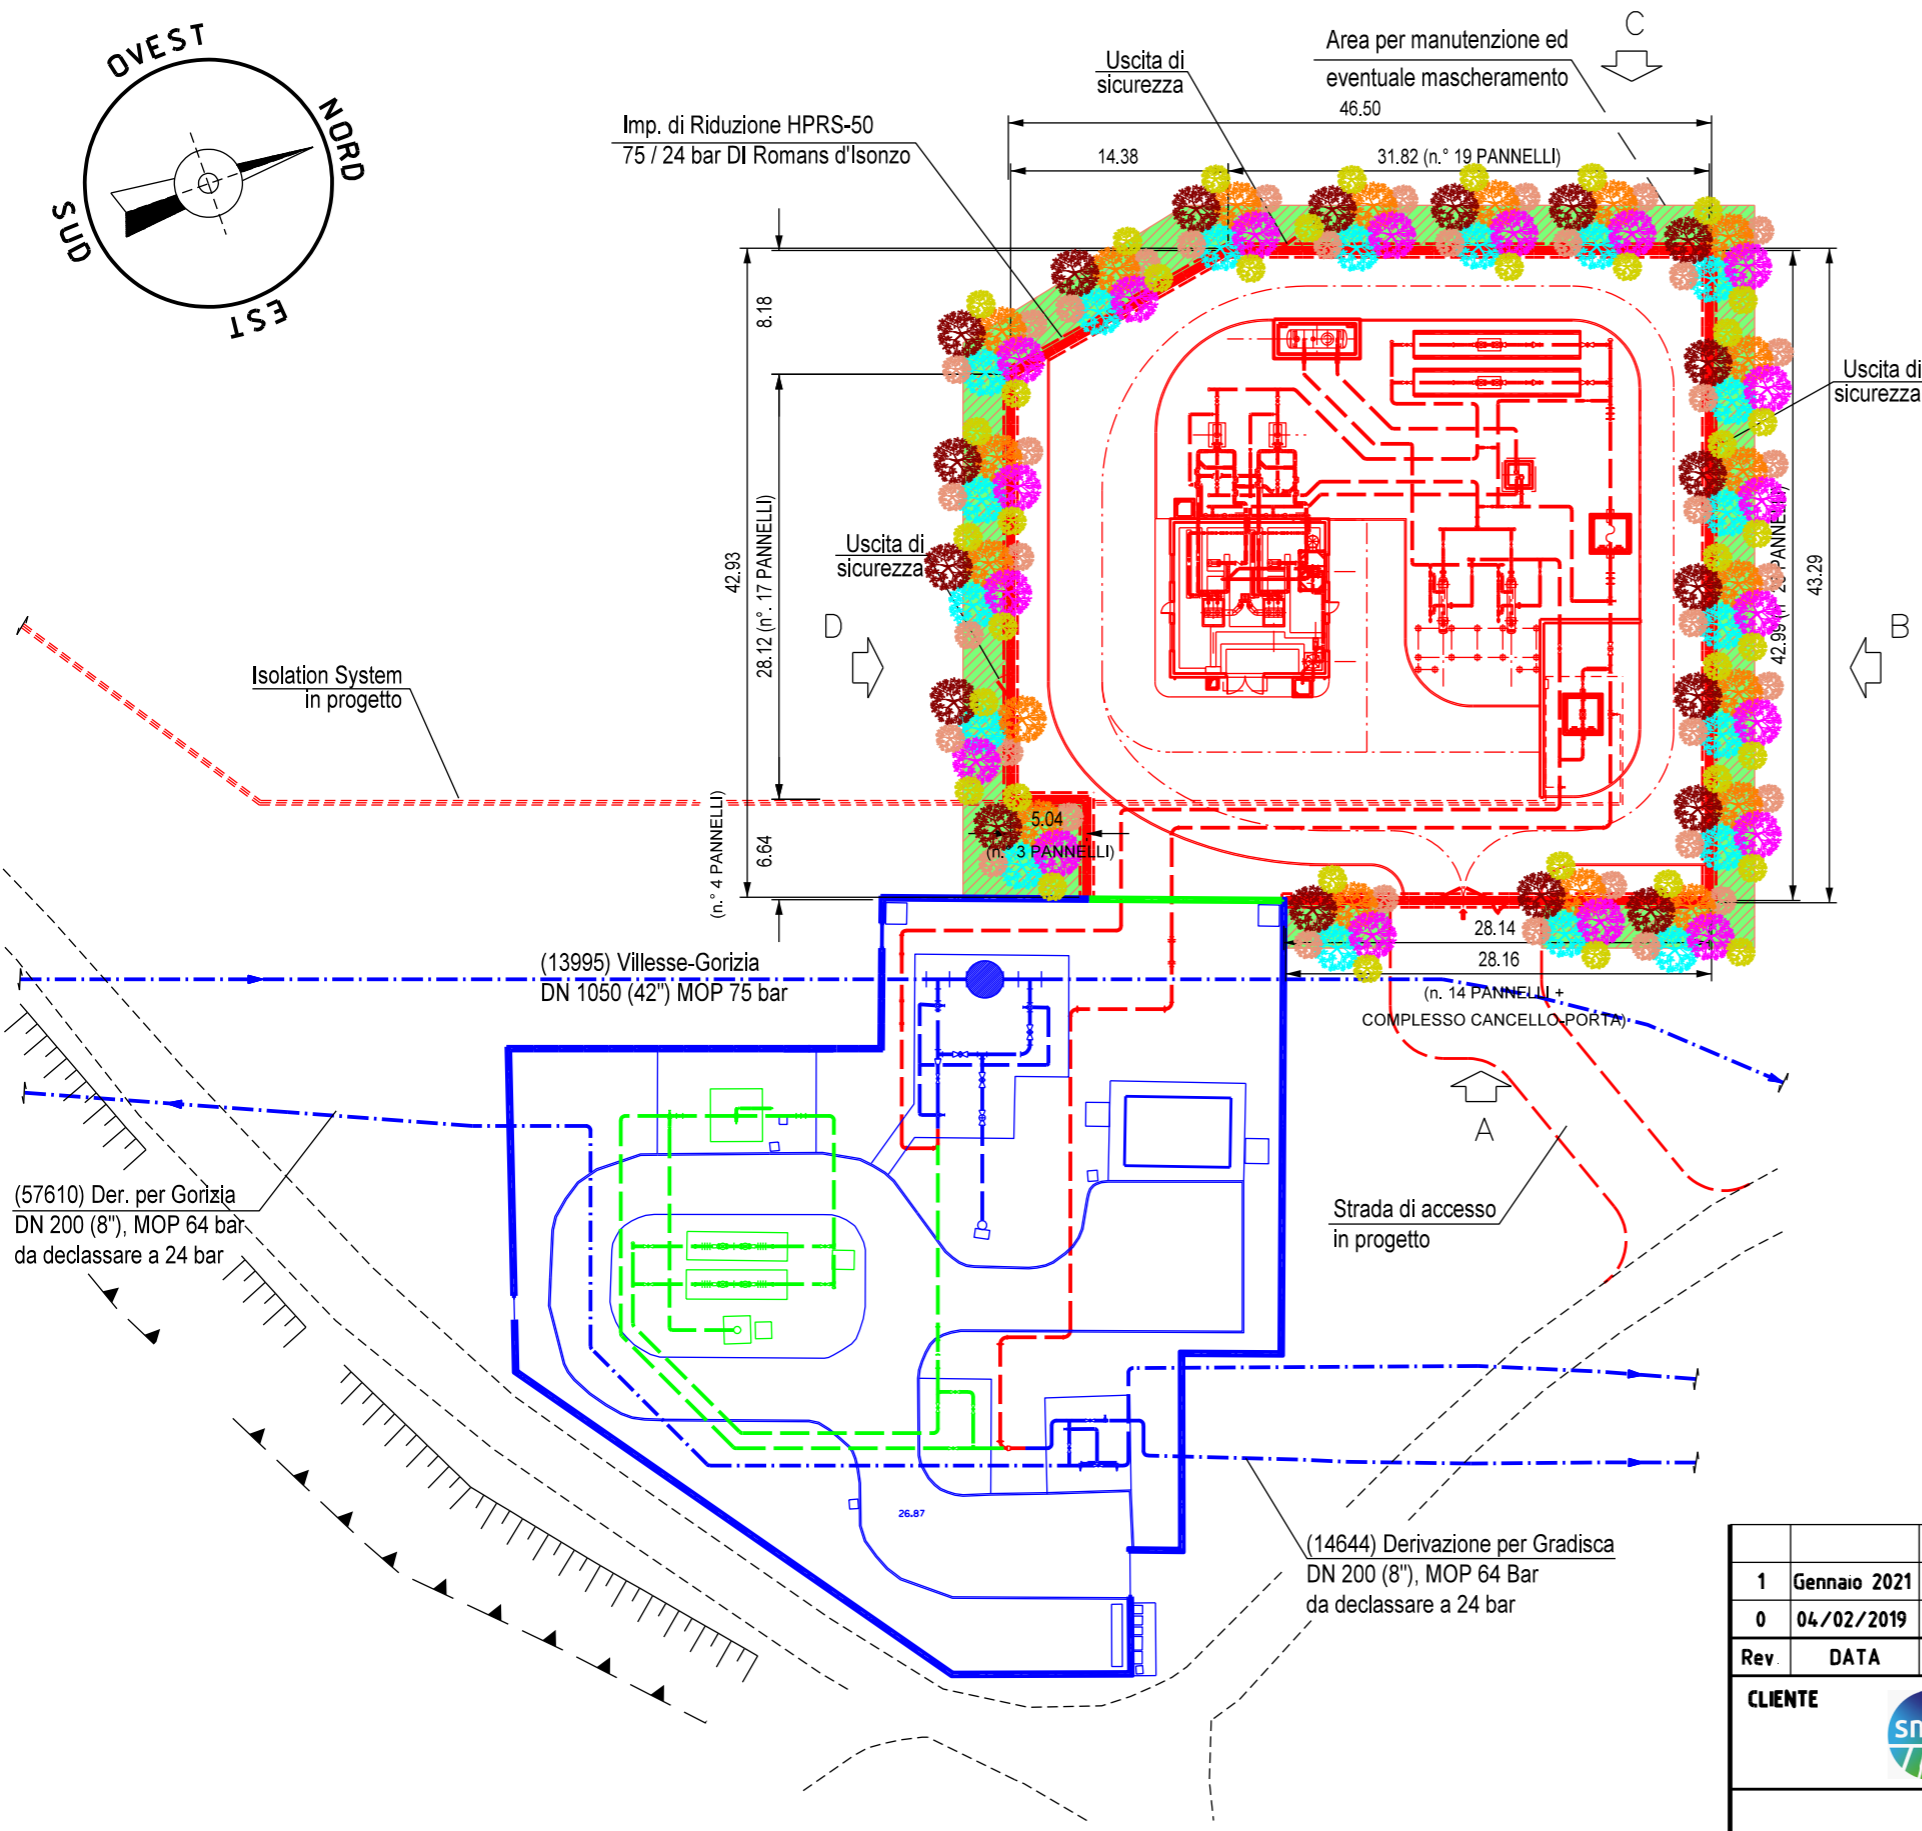 OVEST
NORD
SUD
EST
C
Uscita di
sicurezza
Area per manutenzione ed
eventuale mascheramento
46.50
Imp. di Riduzione HPRS-50
75 / 24 bar DI Romans d'Isonzo
14.38
31.82 (n.° 19 PANNELLI)
8.18
Uscita di
sicurezza
42.93
28.12 (n°. 17 PANNELLI)
Uscita di
sicurezza
43.29
D
B
Isolation System
in progetto
6.64
(n.° 4 PANNELLI)
5.04
(n. 3 PANNELLI)
28.14
28.16
(n. 14 PANNELLI +
COMPLESSO CANCELLO-PORTA)
(13995) Villesse-Gorizia
DN 1050 (42") MOP 75 bar
A
(57610) Der. per Gorizia
DN 200 (8"), MOP 64 bar
da declassare a 24 bar
Strada di accesso
in progetto
26.87
(14644) Derivazione per Gradisca
DN 200 (8"), MOP 64 Bar
da declassare a 24 bar
1 Gennaio 2021
0 04/02/2019
Rev. DATA
CLIENTE